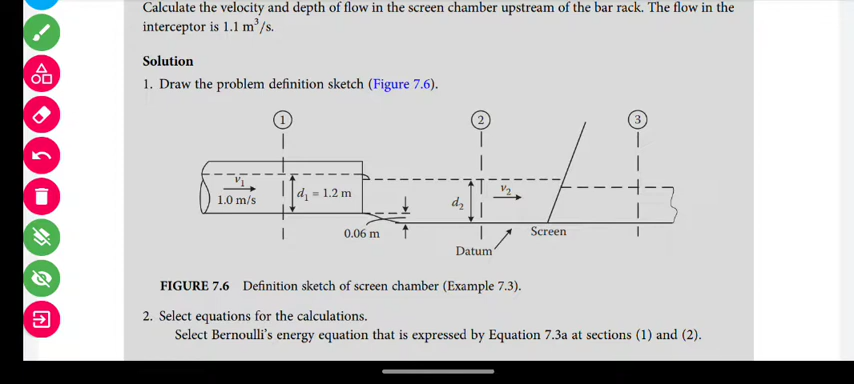 Calculate the velocity and depth of flow in the screen chamber upstream of the bar rack. The flow in the
interceptor is 1.1 m³/s.
Solution
1. Draw the problem definition sketch (Figure 7.6).
1
2
3
v₁
1.0 m/s
d₁ = 1.2 m
d₂
v₂
0.06 m
Screen
Datum
FIGURE 7.6 Definition sketch of screen chamber (Example 7.3).
2. Select equations for the calculations.
Select Bernoulli's energy equation that is expressed by Equation 7.3a at sections (1) and (2).